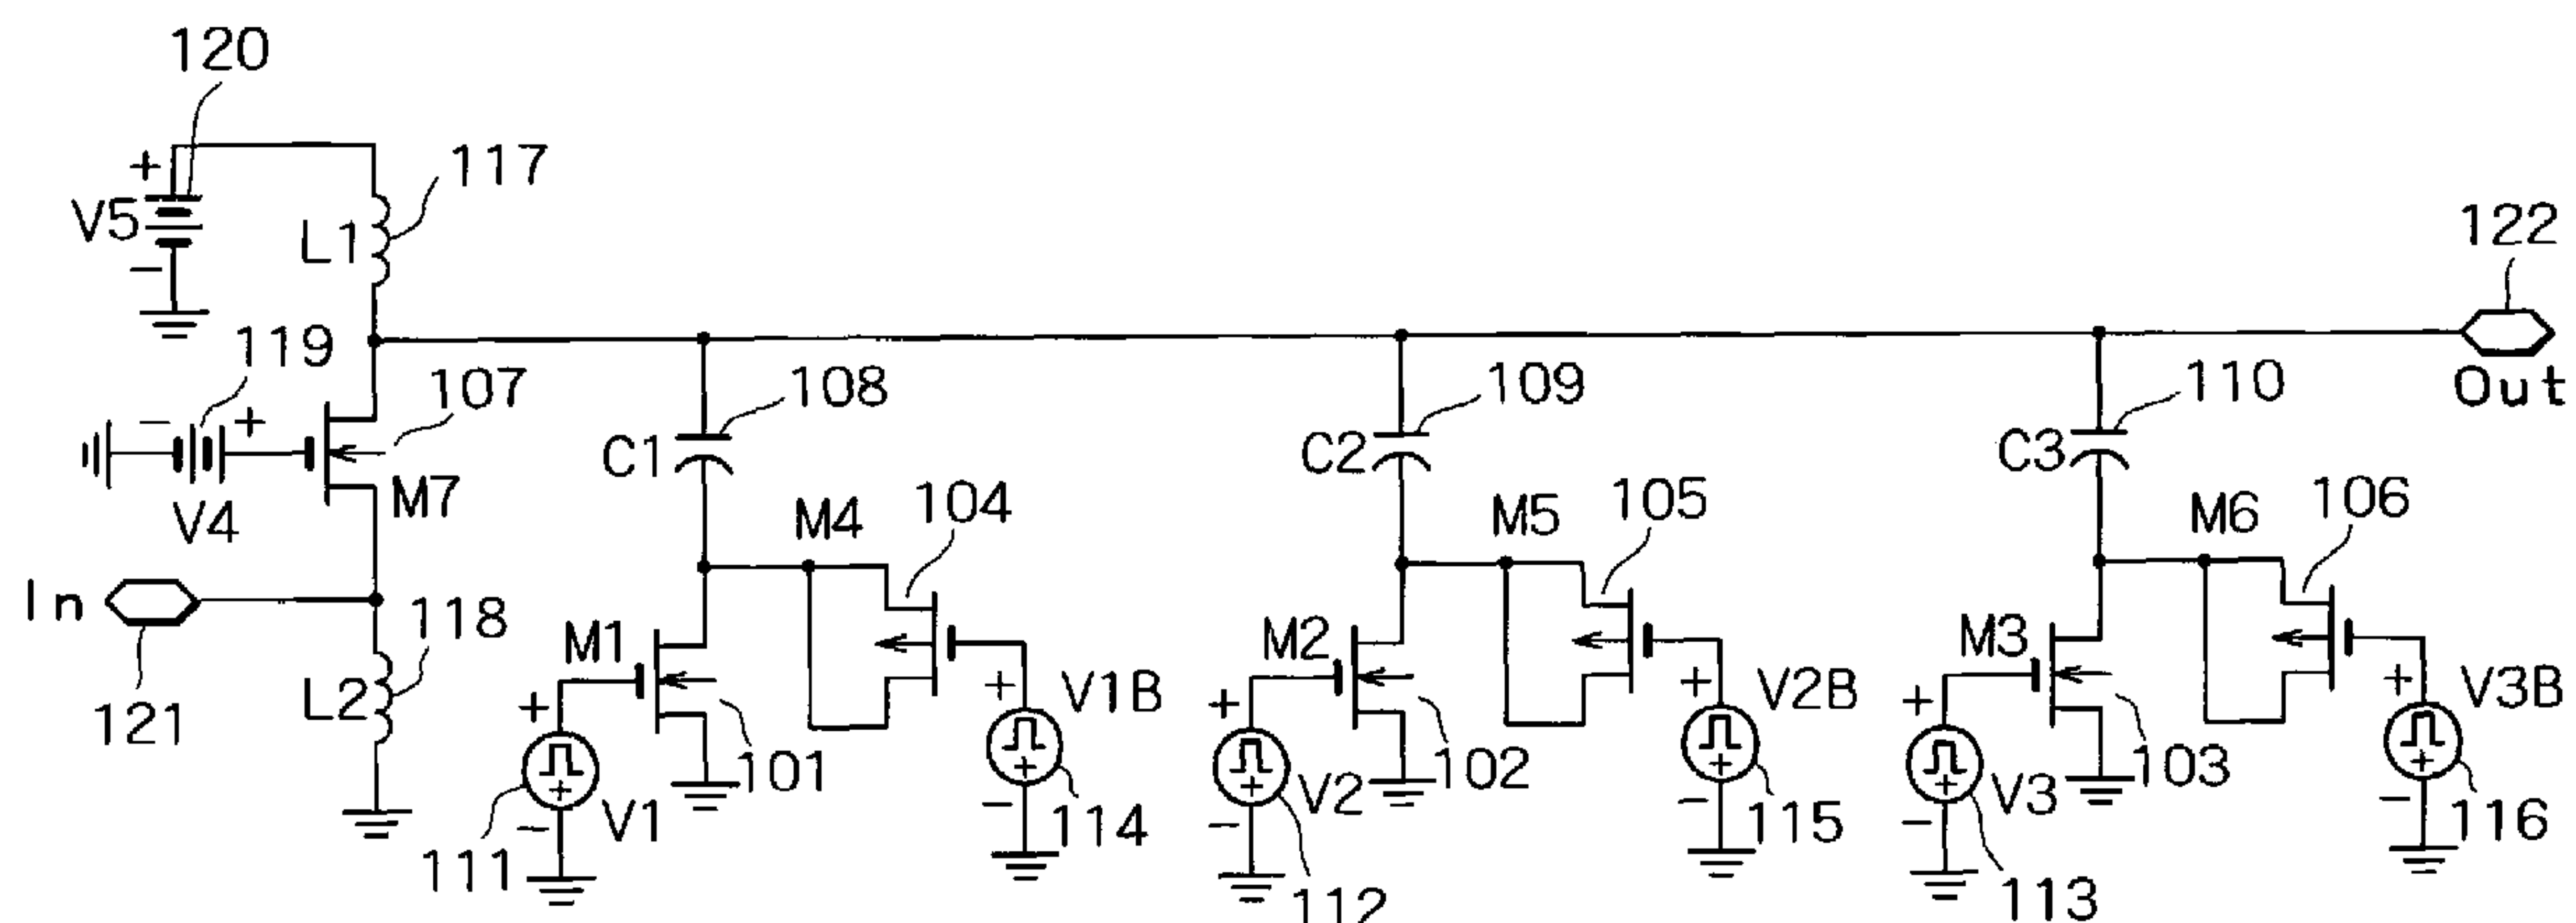 120
+
117
V5
L1
122
−
119
−
+
107
108
109
110
Out
C1
C2
C3
V4
M7
M4
104
M5
105
M6
106
In
118
M1
M2
M3
+
V1B
+
V2B
+
V3B
L2
+
+
+
121
101
102
103
+
+
+
+
+
+
V1
V2
V3
−
−
−
−
−
−
114
115
116
111
112
113